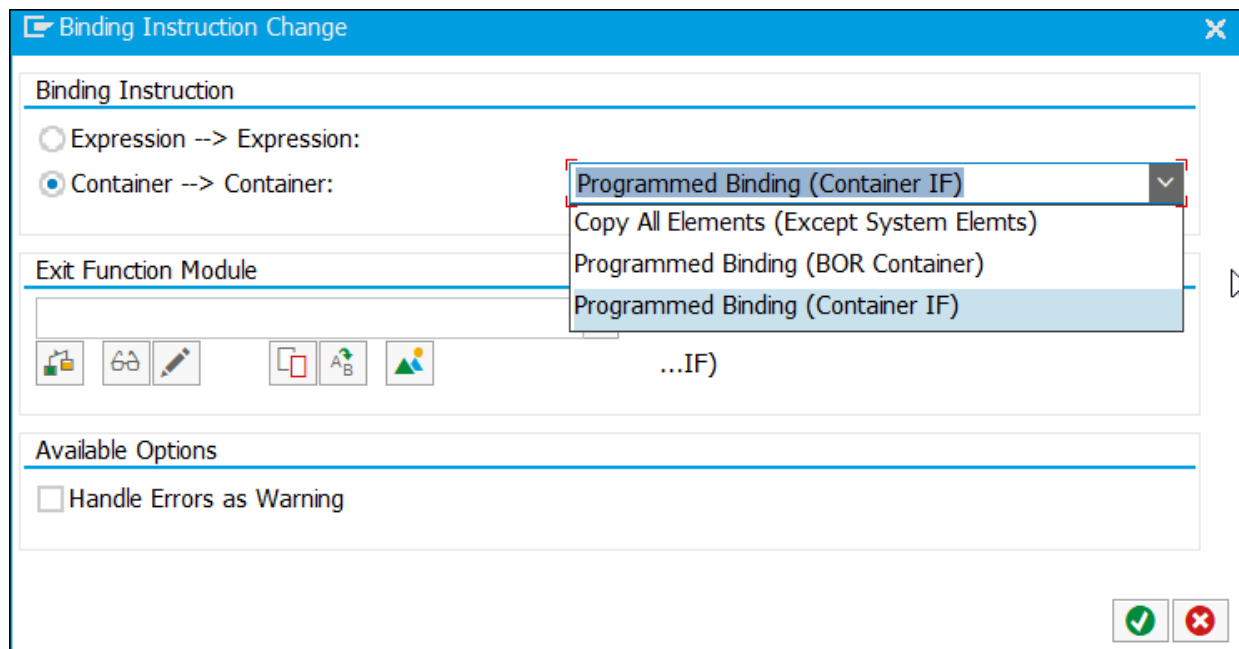 Binding Instruction Change
Binding Instruction
Expression --> Expression:
Container --> Container:
Programmed Binding (Container IF)
Copy All Elements (Except System Elemts)
Programmed Binding (BOR Container)
Programmed Binding (Container IF)
Exit Function Module
A B
...IF)
Available Options
Handle Errors as Warning